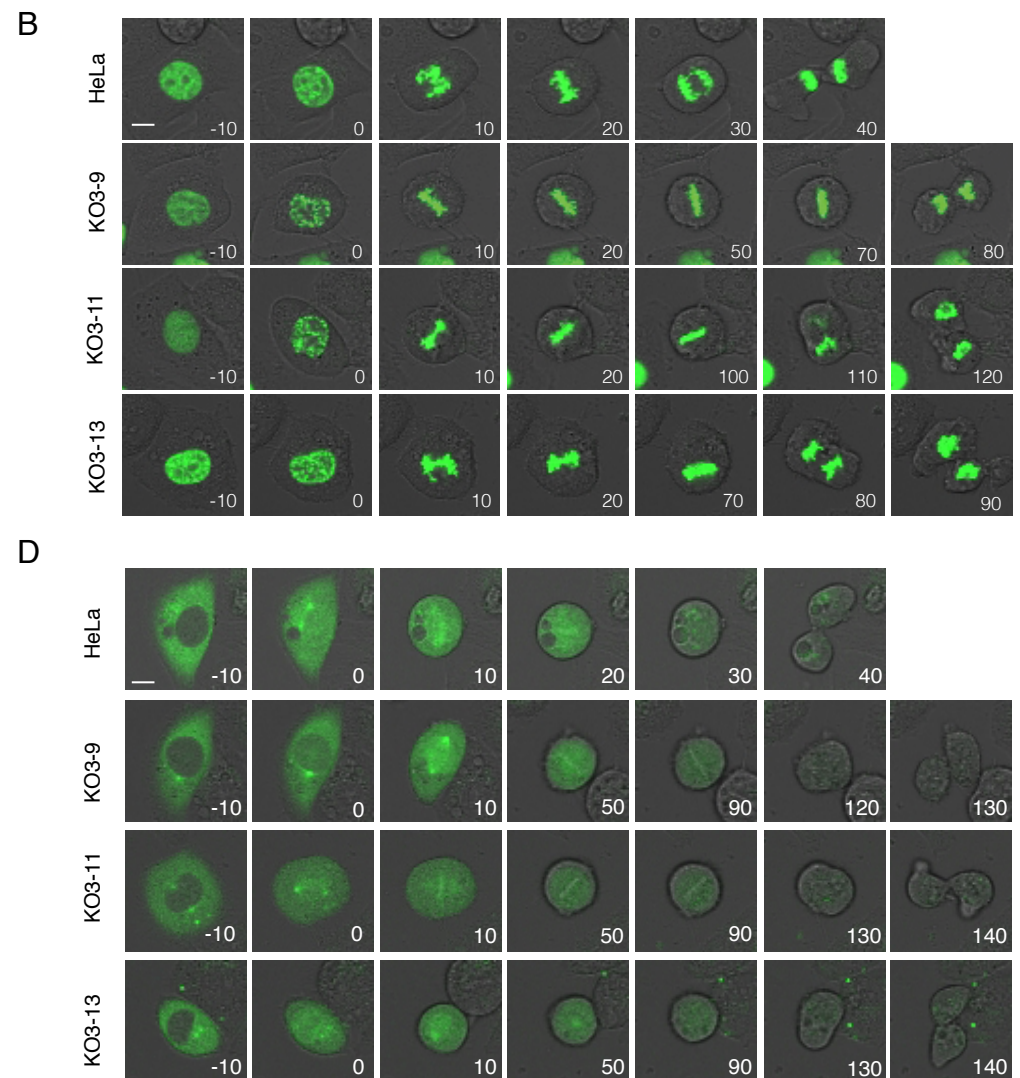 B
HeLa
-10 0 10 20 30 40
KO3-9
-10 0 10 20 50 70 80
KO3-11
-10 0 10 20 100 110 120
KO3-13
-10 0 10 20 70 80 90
D
HeLa
-10 0 10 20 30 40
KO3-9
-10 0 10 50 90 120 130
KO3-11
-10 0 10 50 90 130 140
KO3-13
-10 0 10 50 90 130 140